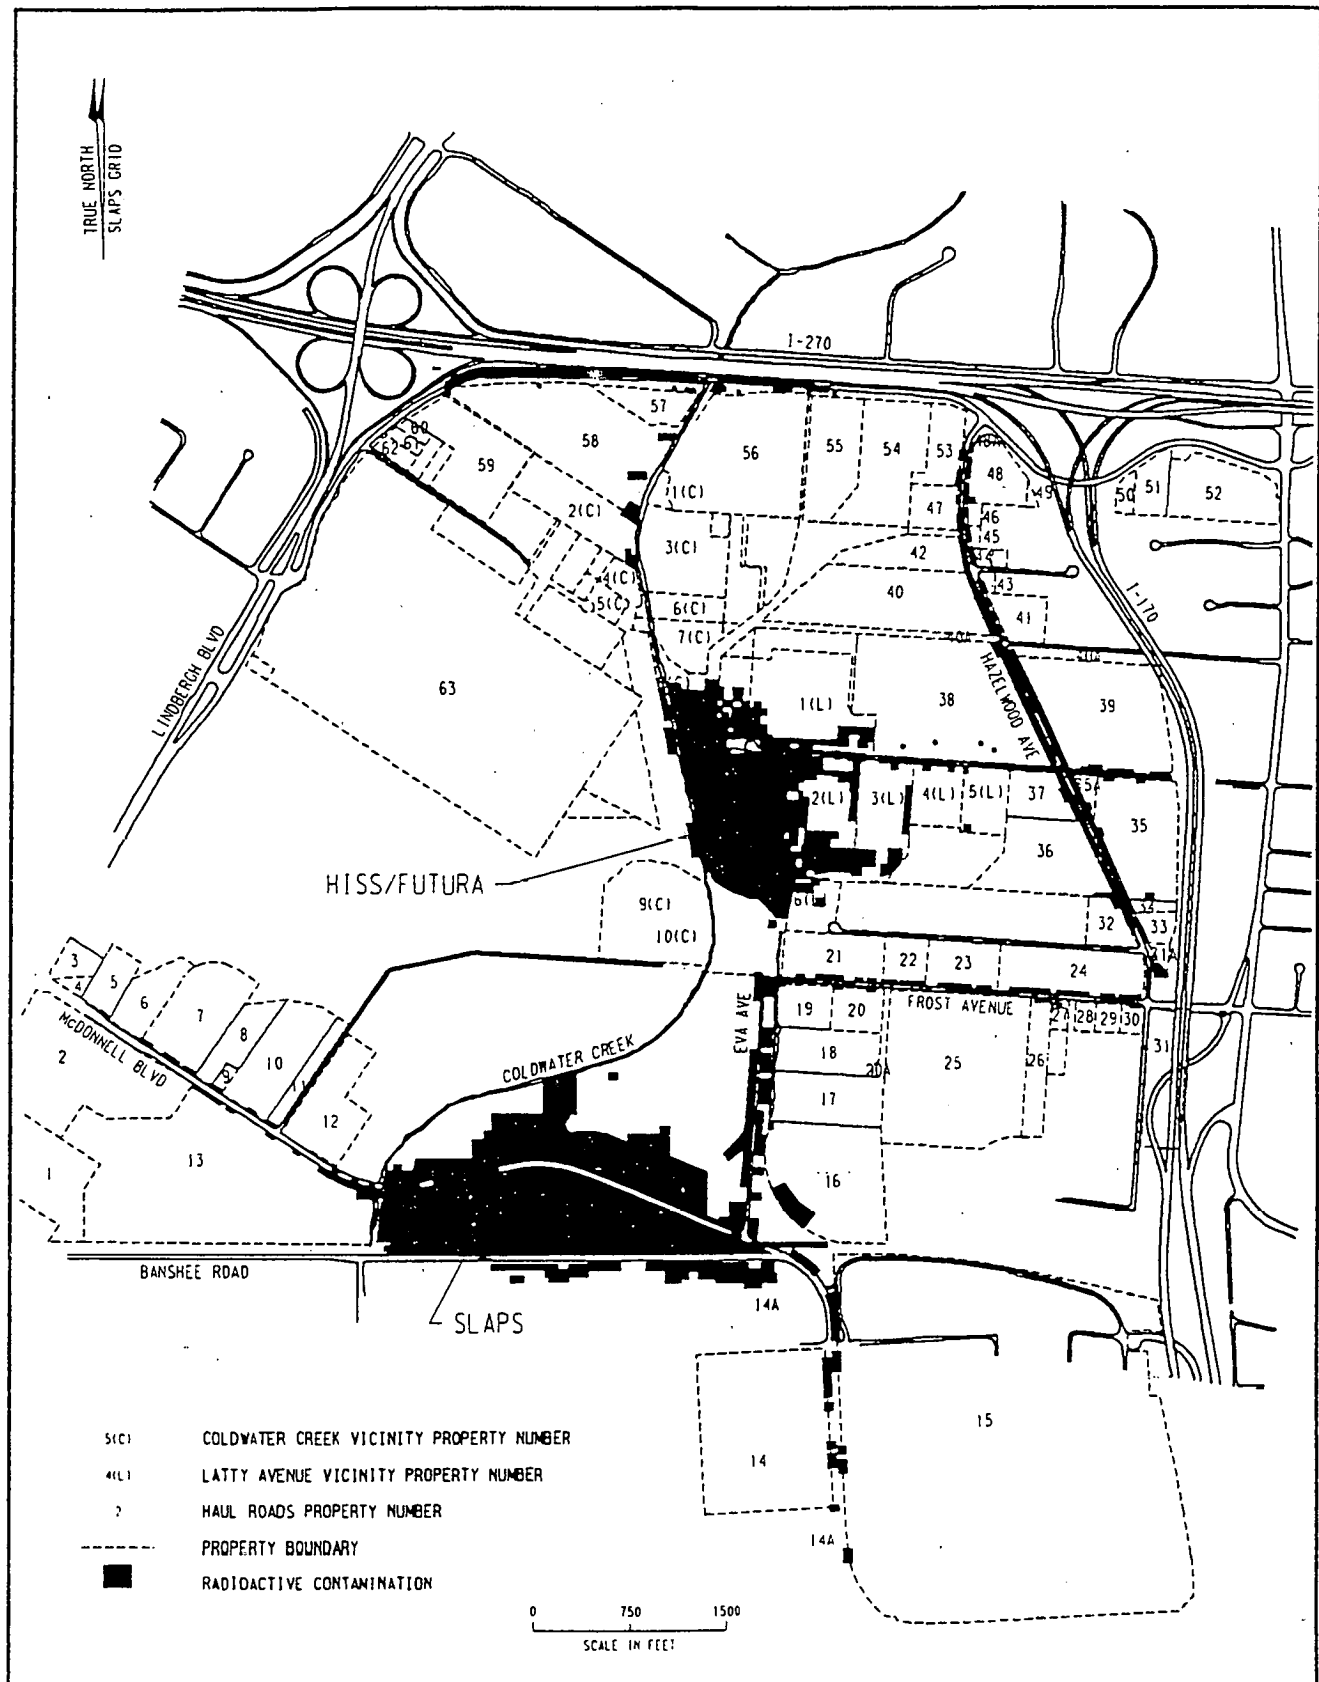 TRUE NORTH
SLAPS GRID
I-270
57
60
62
61
58
56
55
54
53
48A
48
59
49
50
51
52
1(C)
47
2(C)
46
45
3(C)
42
44
4(C)
43
40
I-170
5(C)
6(C)
41
7(C)
40A
LINDBERGH BLVD
HAZELWOOD AVE
63
1(L)
38
39
2(L)
3(L)
4(L)
5(L)
37
35A
35
36
HISS/FUTURA
9(C)
32
33
10(C)
21
22
23
24
3
4
5
6
7
8
9
10
11
12
2
McDONNELL BLVD
EVA AVE
19
20
FROST AVENUE
27
28
29
30
COLDWATER CREEK
18
20A
25
26
31
17
1
13
16
BANSHEE ROAD
14A
SLAPS
15
14
14A
5(C) COLDWATER CREEK VICINITY PROPERTY NUMBER
4(L) LATTY AVENUE VICINITY PROPERTY NUMBER
2 HAUL ROADS PROPERTY NUMBER
PROPERTY BOUNDARY
RADIOACTIVE CONTAMINATION
0 750 1500
SCALE IN FEET